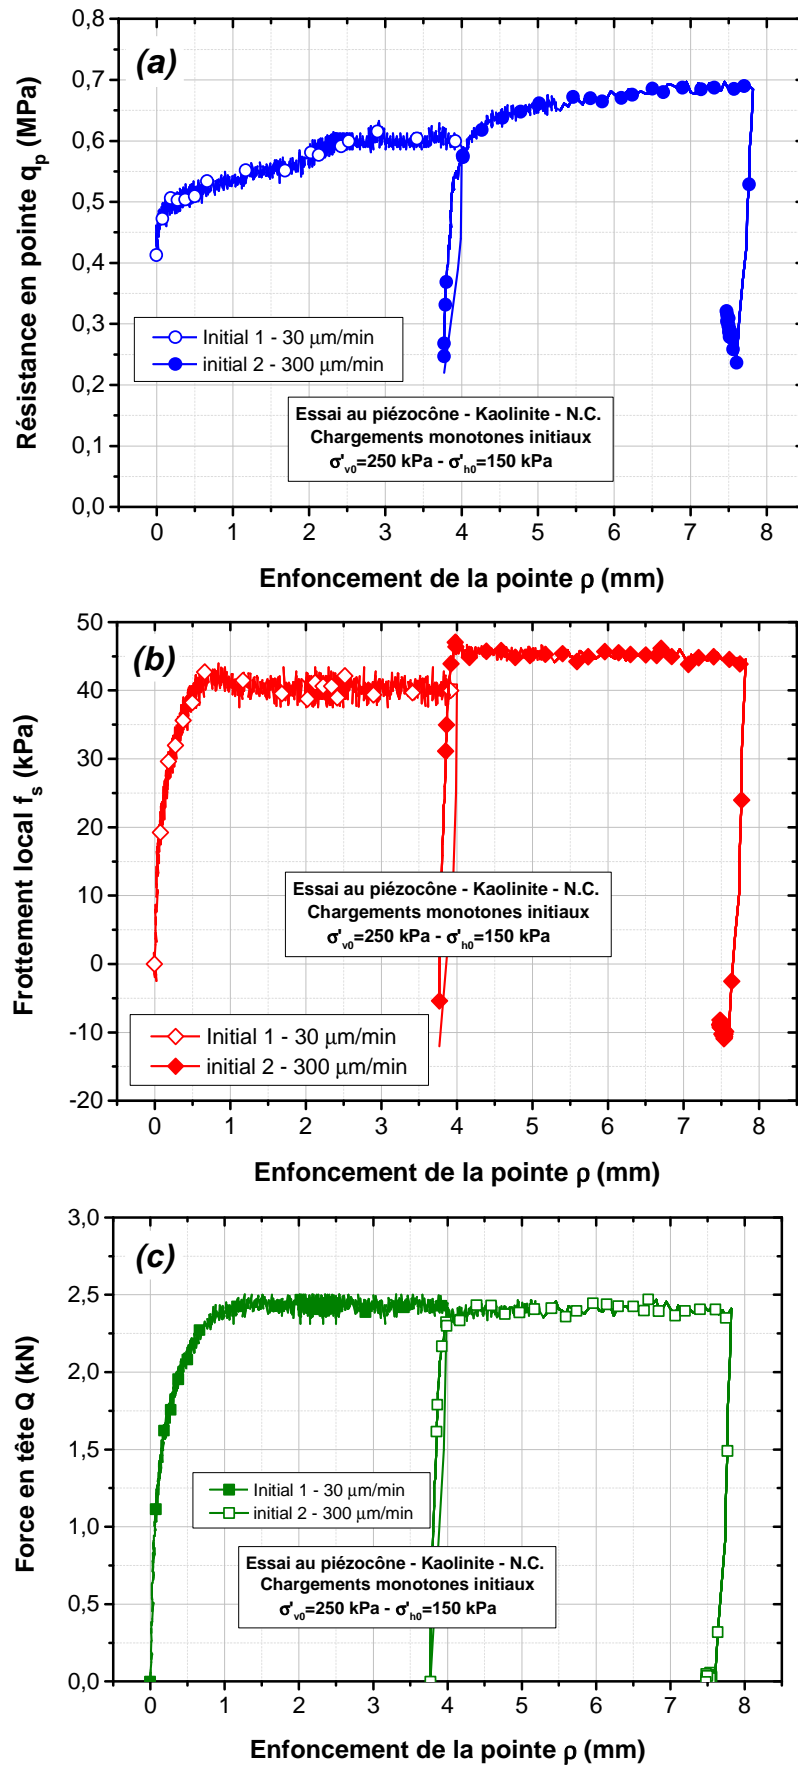 (a)
0,8
0,7
0,6
0,5
0,4
0,3
0,2
0,1
0,0
Résistance en pointe q_p (MPa)
Initial 1 - 30 μm/min
initial 2 - 300 μm/min
Essai au piézocône - Kaolinite - N.C.
Chargements monotones initiaux
σ'_v0=250 kPa - σ'_h0=150 kPa
0 1 2 3 4 5 6 7 8
Enfoncement de la pointe ρ (mm)
(b)
50
40
30
20
10
0
-10
-20
Frottement local f_s (kPa)
Essai au piézocône - Kaolinite - N.C.
Chargements monotones initiaux
σ'_v0=250 kPa - σ'_h0=150 kPa
Initial 1 - 30 μm/min
initial 2 - 300 μm/min
0 1 2 3 4 5 6 7 8
Enfoncement de la pointe ρ (mm)
(c)
3,0
2,5
2,0
1,5
1,0
0,5
0,0
Force en tête Q (kN)
Initial 1 - 30 μm/min
initial 2 - 300 μm/min
Essai au piézocône - Kaolinite - N.C.
Chargements monotones initiaux
σ'_v0=250 kPa - σ'_h0=150 kPa
0 1 2 3 4 5 6 7 8
Enfoncement de la pointe ρ (mm)